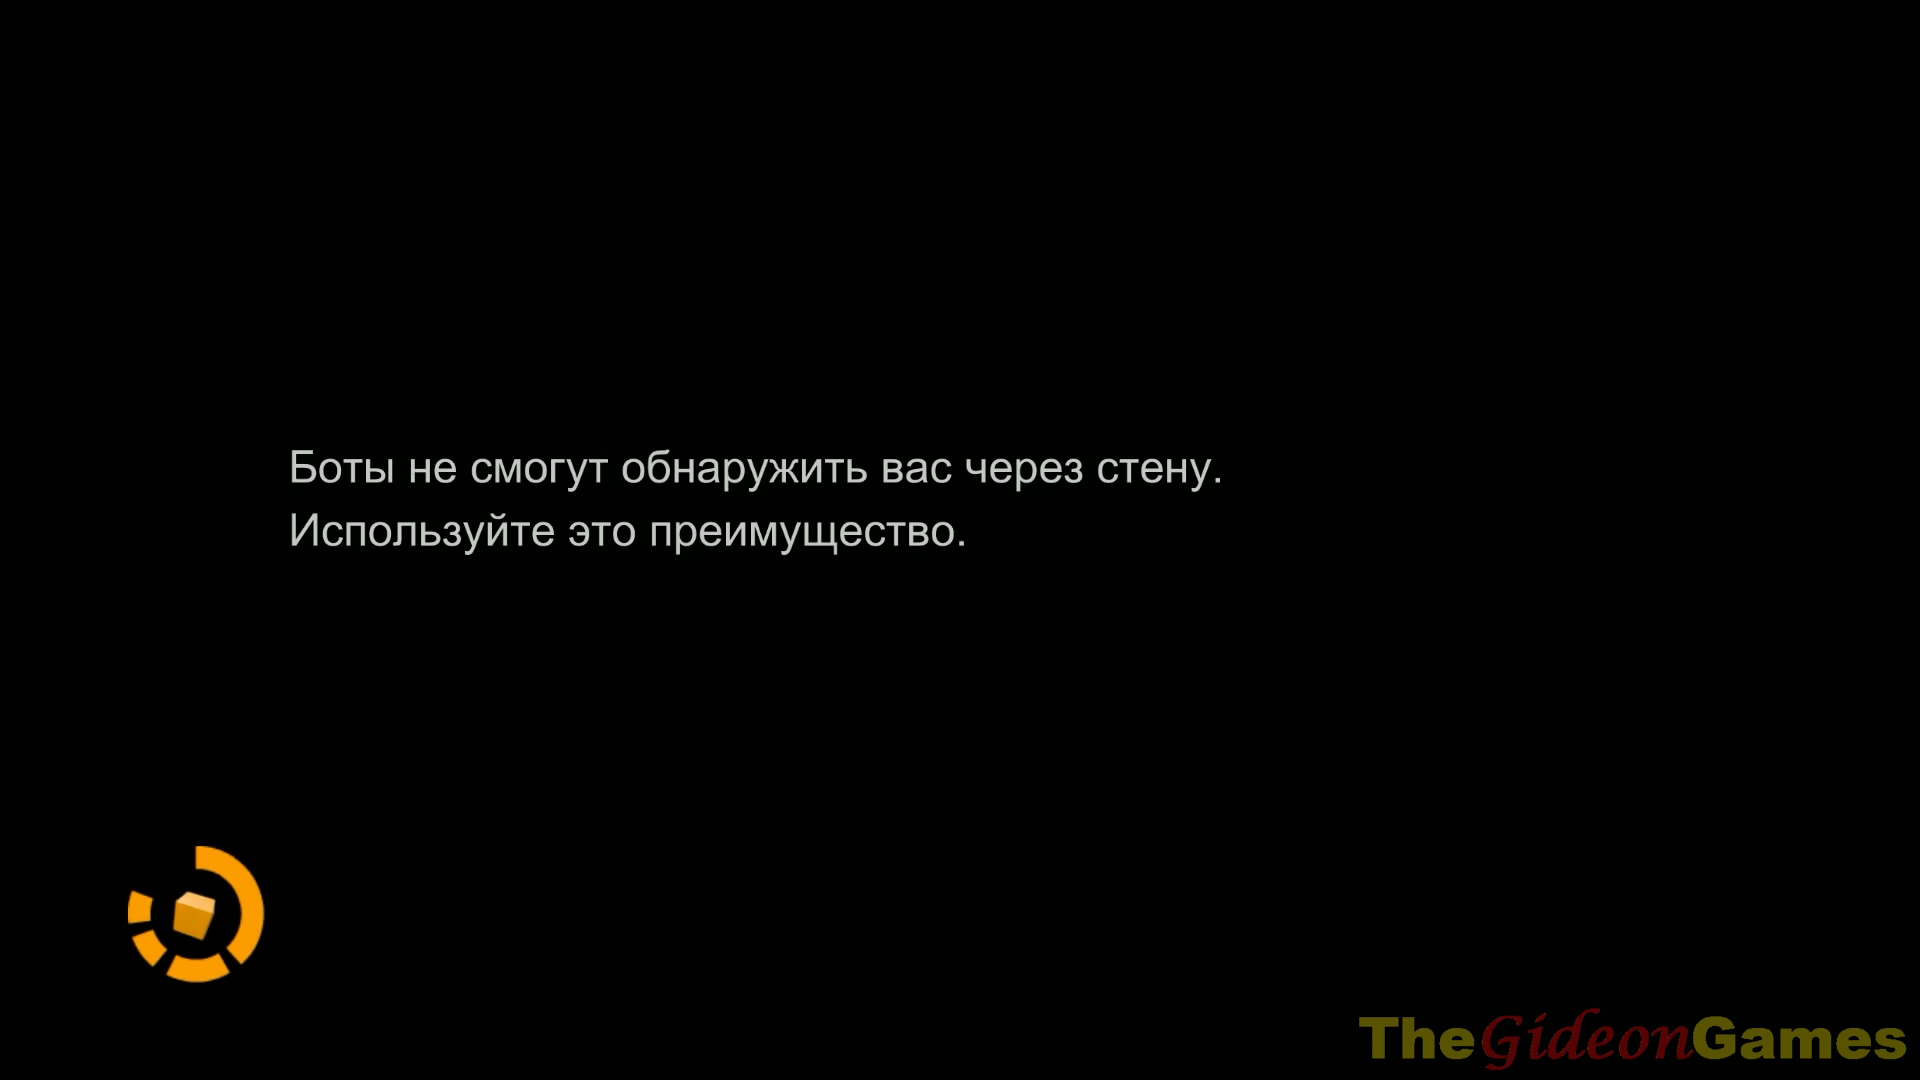 Боты не смогут обнаружить вас через стену.
Используйте это преимущество.
TheGideonGames